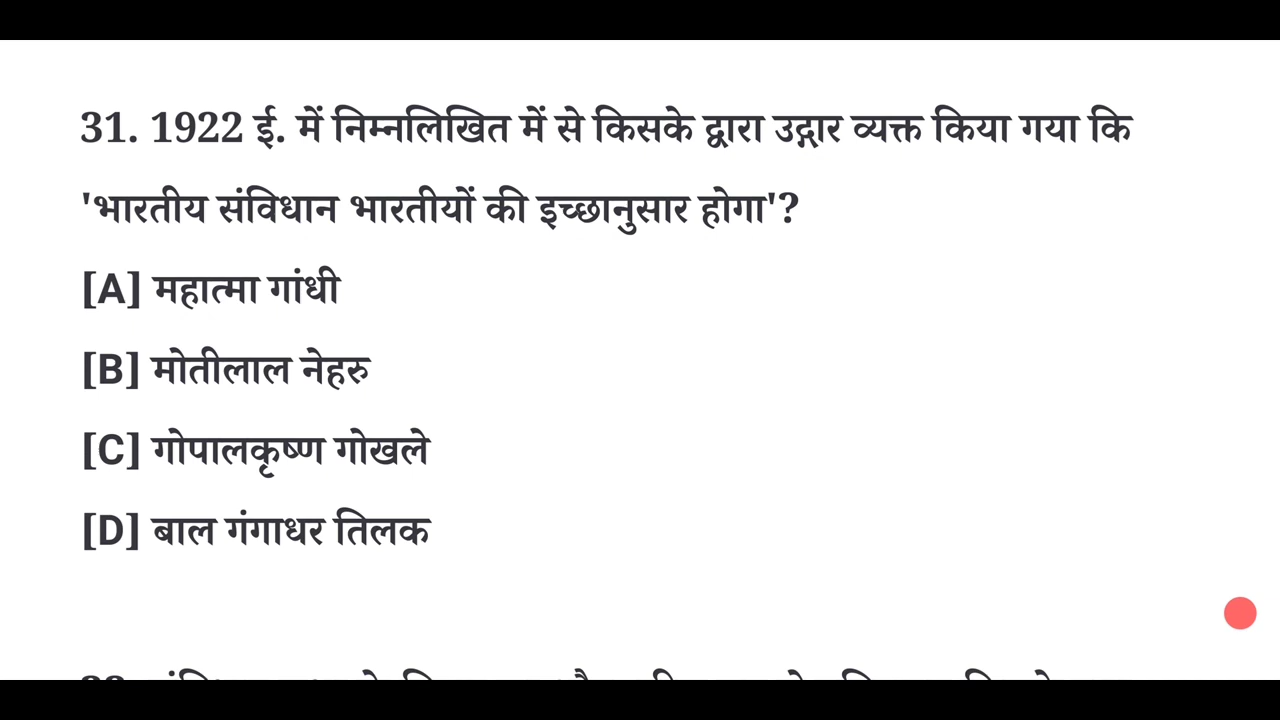 31. 1922 ई. में निम्नलिखित में से किसके द्वारा उद्गार व्यक्त किया गया कि
'भारतीय संविधान भारतीयों की इच्छानुसार होगा'?
[A] महात्मा गांधी
[B] मोतीलाल नेहरु
[C] गोपालकृष्ण गोखले
[D] बाल गंगाधर तिलक